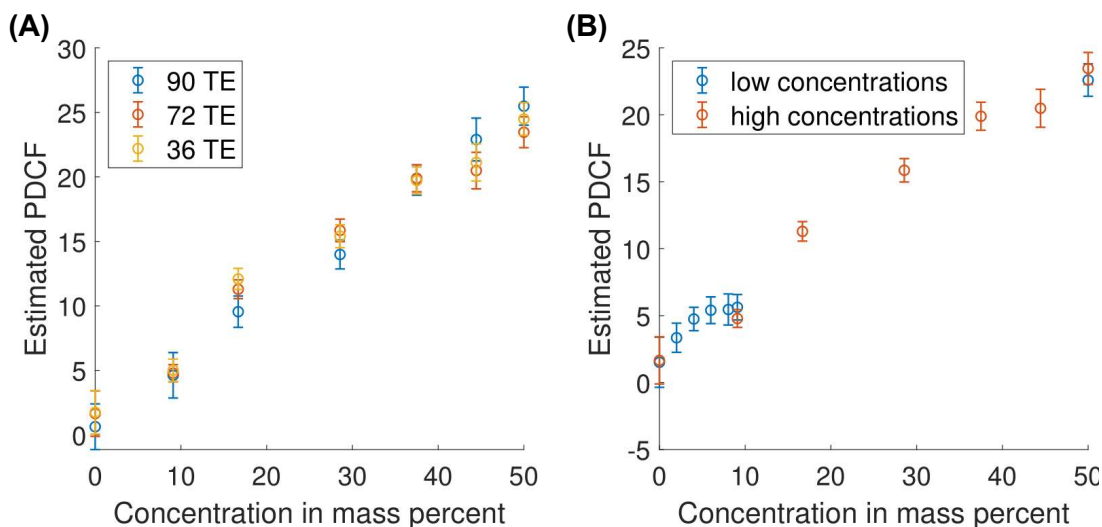 (A)
30
25
20
15
10
5
0
Estimated PDCF
90 TE
72 TE
36 TE
0 10 20 30 40 50
Concentration in mass percent
(B)
25
20
15
10
5
0
-5
Estimated PDCF
low concentrations
high concentrations
0 10 20 30 40 50
Concentration in mass percent